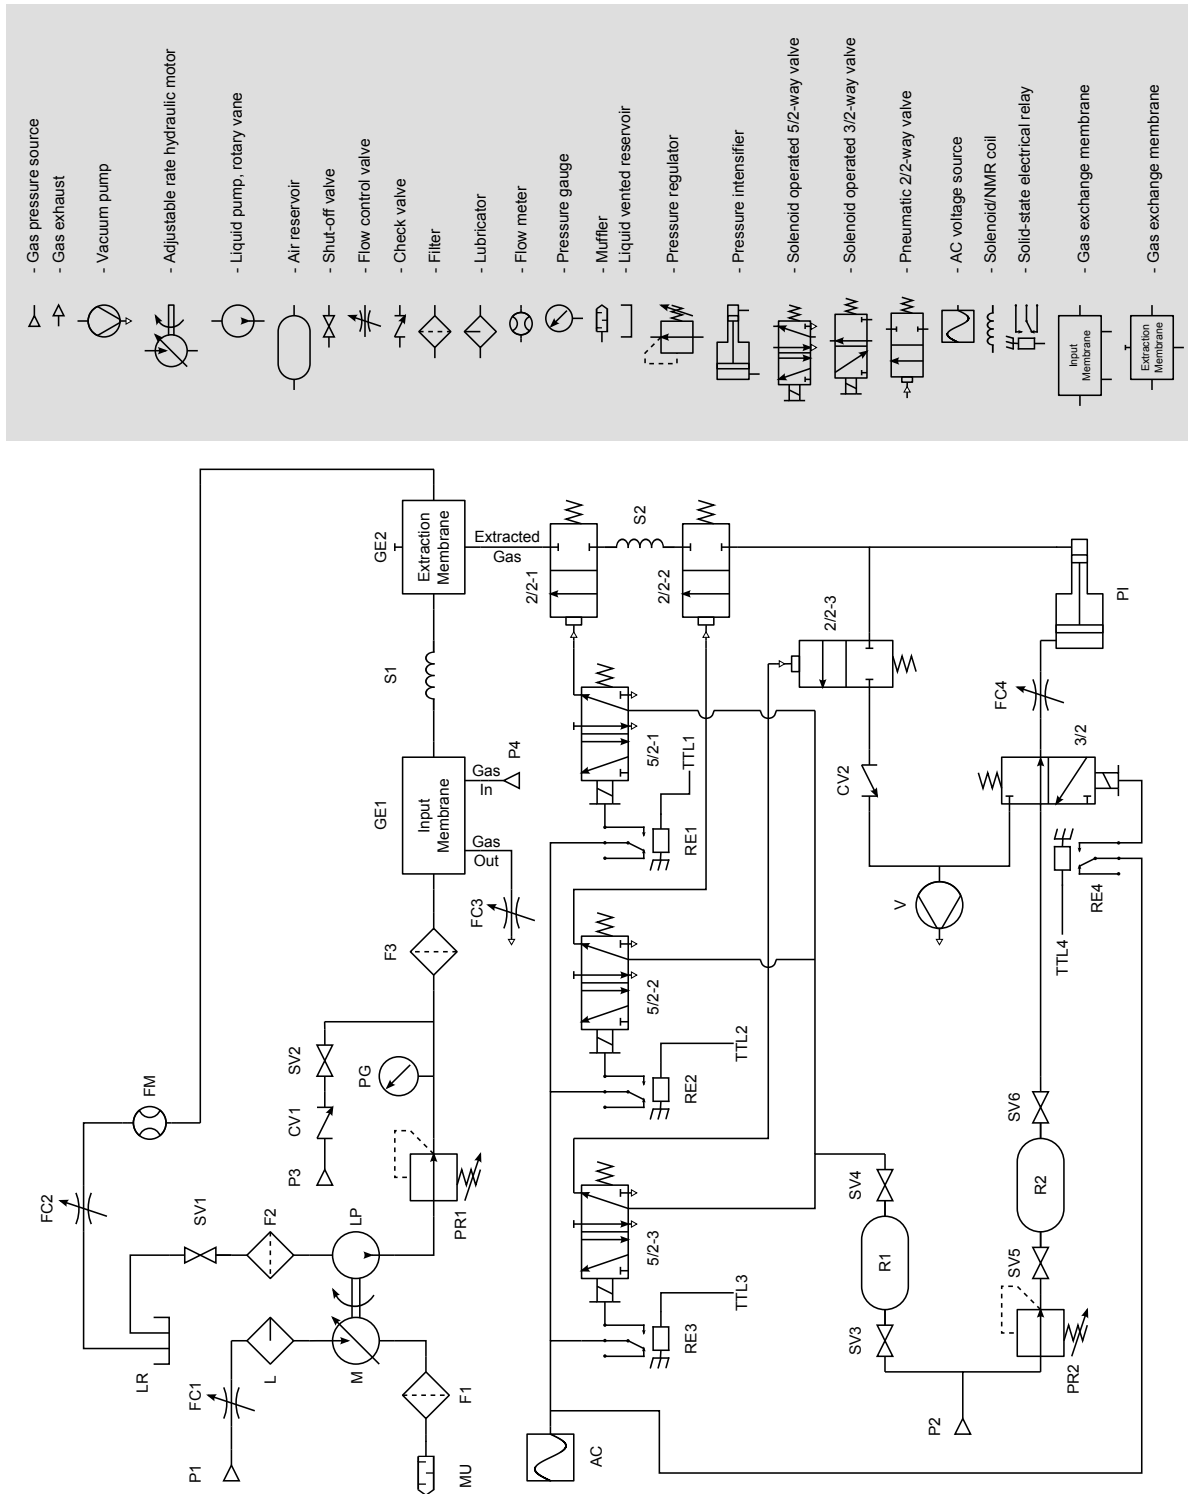 - Gas pressure source
- Gas exhaust
- Vacuum pump
- Adjustable rate hydraulic motor
- Liquid pump, rotary vane
- Air reservoir
- Shut-off valve
- Flow control valve
- Check valve
- Filter
- Lubricator
- Flow meter
- Pressure gauge
- Muffler
- Liquid vented reservoir
- Pressure regulator
- Pressure intensifier
- Solenoid operated 5/2-way valve
- Solenoid operated 3/2-way valve
- Pneumatic 2/2-way valve
- AC voltage source
- Solenoid/NMR coil
- Solid-state electrical relay
Input
Membrane
- Gas exchange membrane
Extraction
Membrane
- Gas exchange membrane
P1
FC1
L
M
F1
MU
LR
FC2
FM
SV1
F2
LP
PR1
P3
CV1
SV2
PG
F3
FC3
GE1
Input
Membrane
Gas
Out
Gas
In
P4
S1
GE2
Extraction
Membrane
Extracted
Gas
2/2-1
S2
2/2-2
2/2-3
5/2-1
TTL1
RE1
5/2-2
TTL2
RE2
5/2-3
TTL3
RE3
AC
CV2
V
FC4
PI
3/2
RE4
TTL4
P2
SV3
R1
SV4
PR2
SV5
R2
SV6